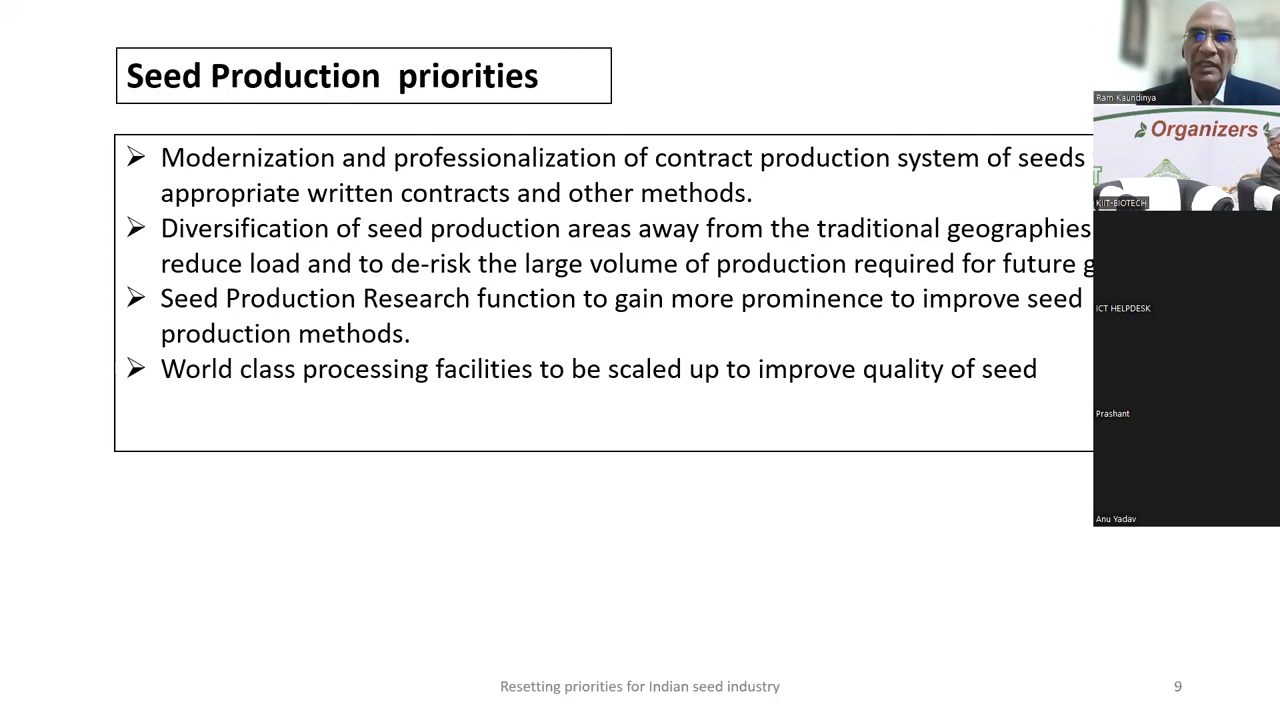 Seed Production priorities
➢ Modernization and professionalization of contract production system of seeds
appropriate written contracts and other methods.
➢ Diversification of seed production areas away from the traditional geographies
reduce load and to de-risk the large volume of production required for future
➢ Seed Production Research function to gain more prominence to improve seed
production methods.
➢ World class processing facilities to be scaled up to improve quality of seed
Resetting priorities for Indian seed industry
9
Ram Kaundinya
Organizers
KIIT-BIOTECH
ICT HELPDESK
Prashant
Anu Yadav